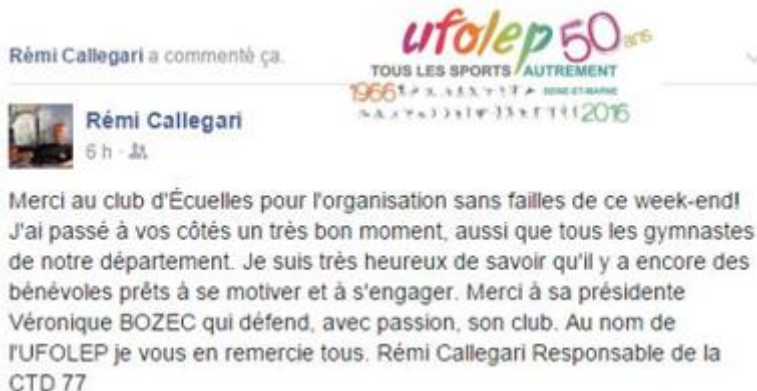 ufolep 50 ans
TOUS LES SPORTS AUTREMENT
Rémi Callegari a commenté ça.
1966 SEINE-ET-MARNE
2016
Rémi Callegari
6 h ·
Merci au club d'Écuelles pour l'organisation sans failles de ce week-end!
J'ai passé à vos côtés un très bon moment, aussi que tous les gymnastes
de notre département. Je suis très heureux de savoir qu'il y a encore des
bénévoles prêts à se motiver et à s'engager. Merci à sa présidente
Véronique BOZEC qui défend, avec passion, son club. Au nom de
l'UFOLEP je vous en remercie tous. Rémi Callegari Responsable de la
CTD 77